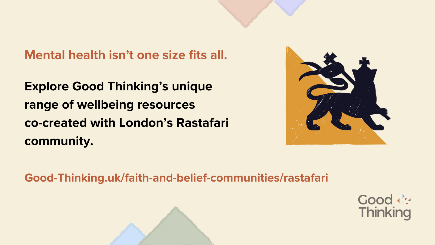 Mental health isn't one size fits all.
Explore Good Thinking's unique
range of wellbeing resources
co-created with London's Rastafari
community.
Good-Thinking.uk/faith-and-belief-communities/rastafari
Good
Thinking